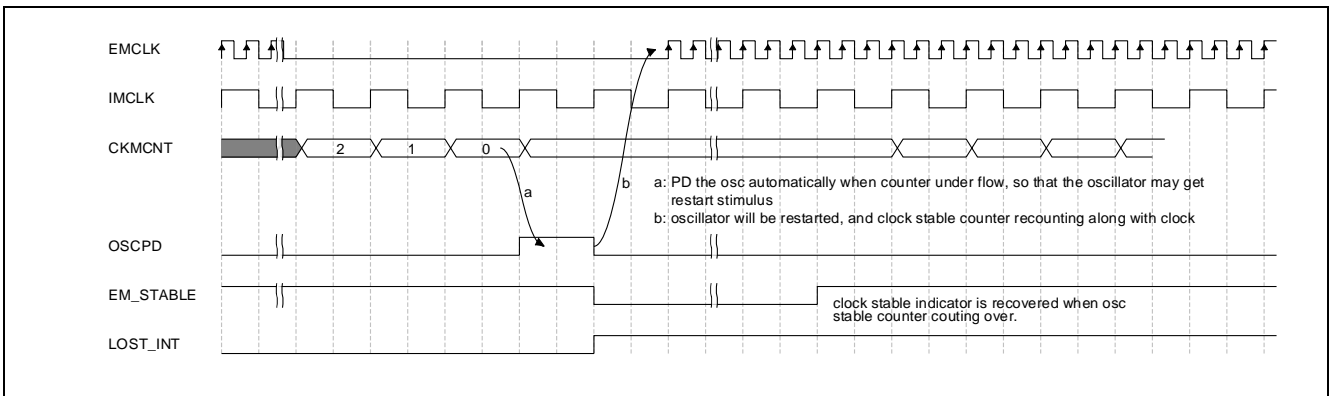 EMCLK
IMCLK
CKMCNT
2 1 0
a
b
a: PD the osc automatically when counter under flow, so that the oscillator may get
restart stimulus
b: oscillator will be restarted, and clock stable counter recounting along with clock
OSCPD
EM_STABLE
clock stable indicator is recovered when osc
stable counter couting over.
LOST_INT